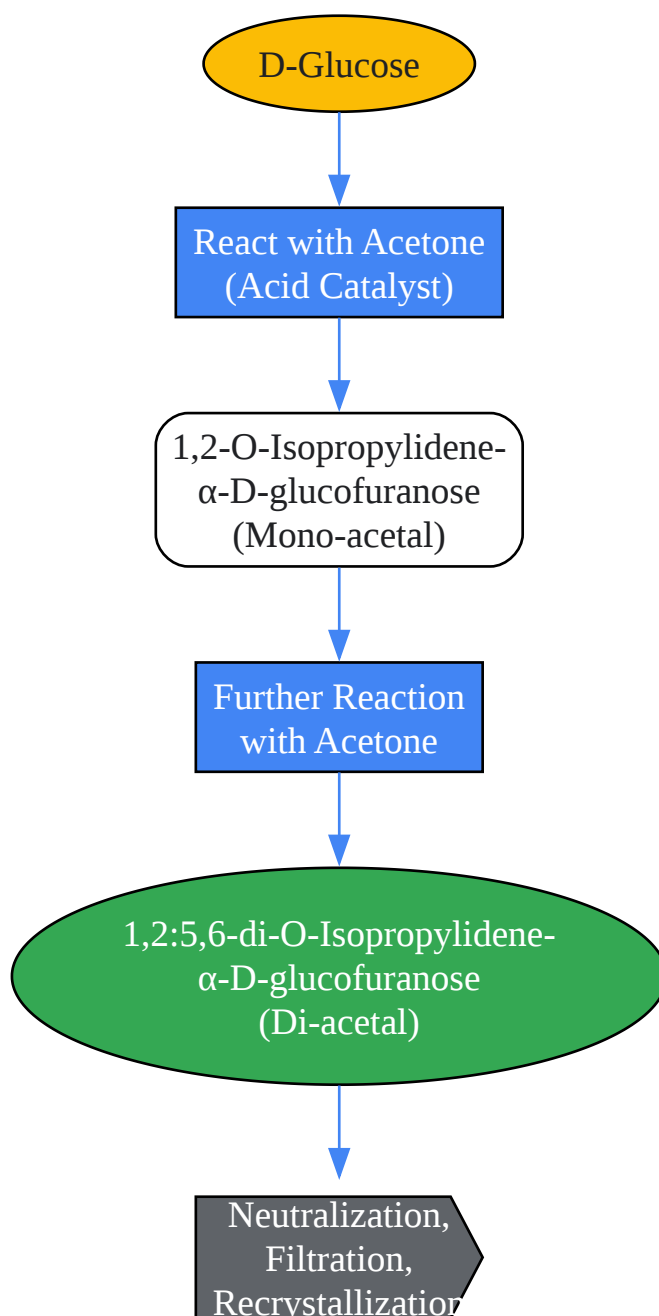 D-Glucose
React with Acetone
(Acid Catalyst)
1,2-O-Isopropylidene-
α-D-glucofuranose
(Mono-acetal)
Further Reaction
with Acetone
1,2:5,6-di-O-Isopropylidene-
α-D-glucofuranose
(Di-acetal)
Neutralization,
Filtration,
Recrystallization